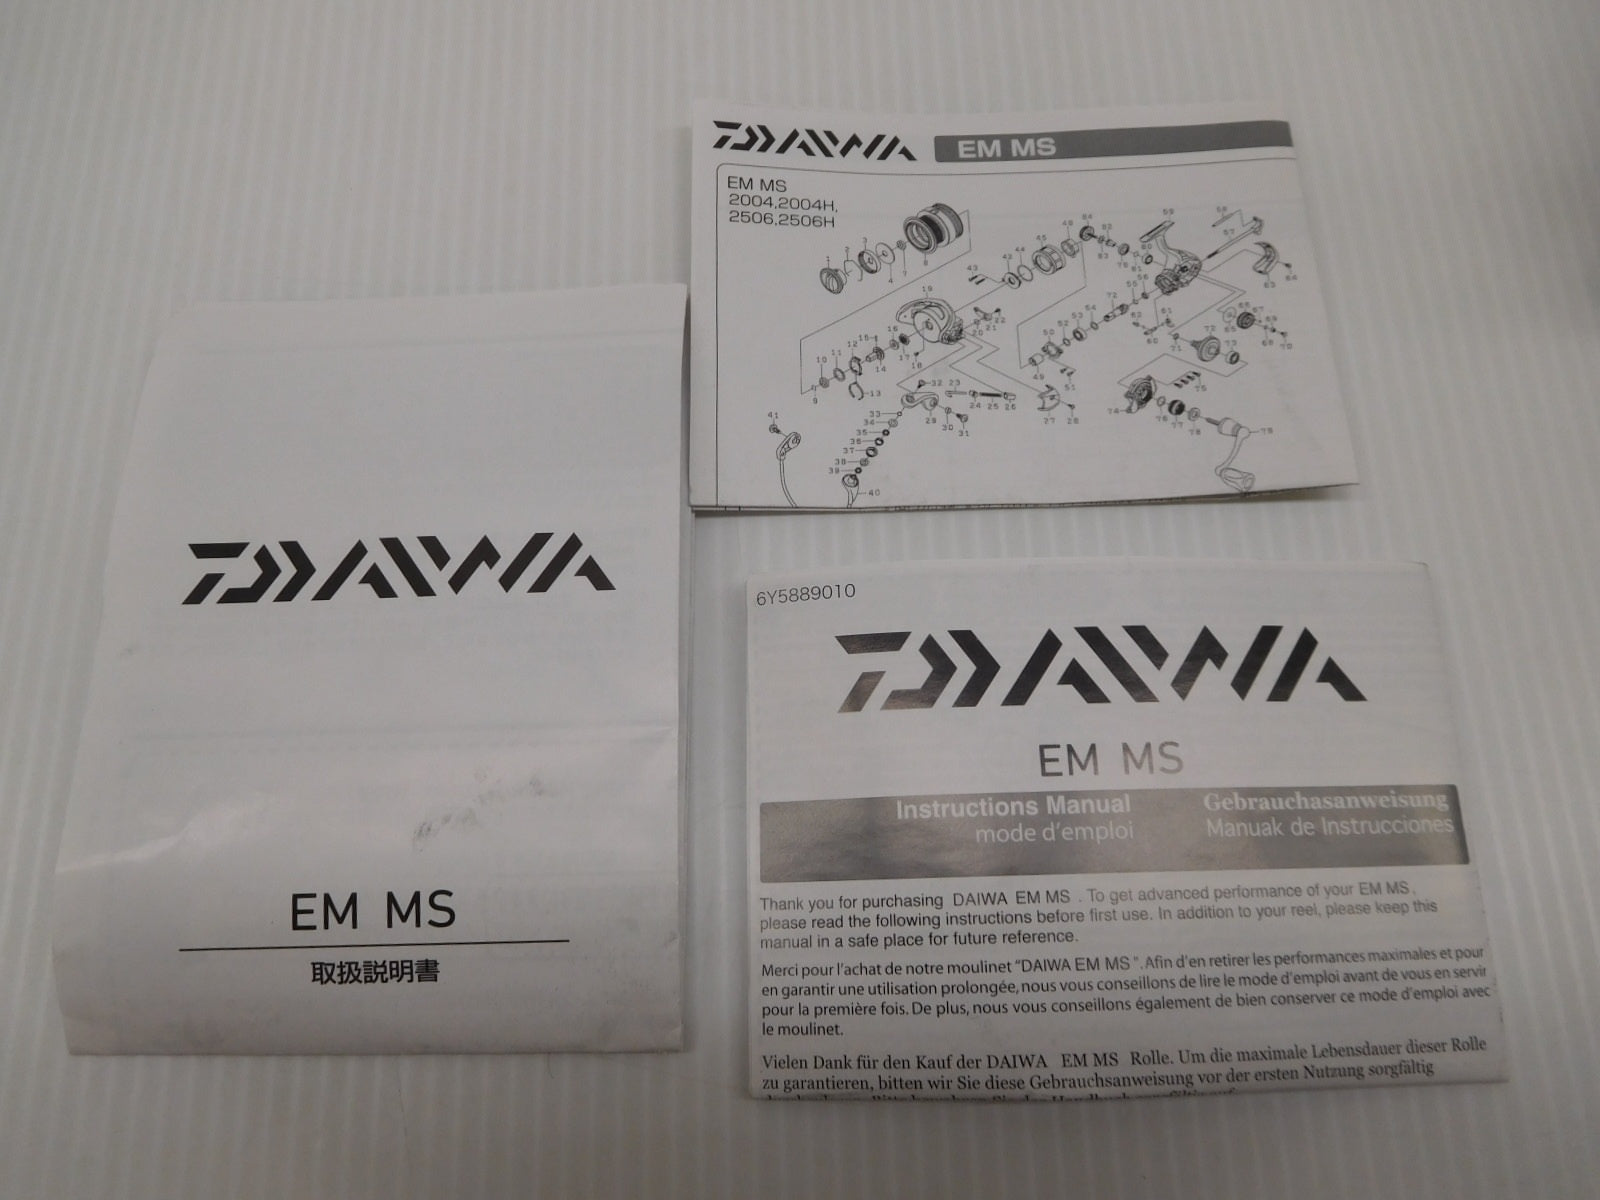 DAIWA
EM MS
取扱説明書
DAIWA EM MS
EM MS
2004,2004H,
2506,2506H
6Y5889010
DAIWA
EM MS
Instructions Manual Gebrauchasanweisung
mode d'emploi Manuak de Instrucciones
Thank you for purchasing DAIWA EM MS . To get advanced performance of your EM MS ,
please read the following instructions before first use. In addition to your reel, please keep this
manual in a safe place for future reference.
Merci pour l'achat de notre moulinet "DAIWA EM MS ". Afin d'en retirer les performances maximales et pour
en garantir une utilisation prolongée, nous vous conseillons de lire le mode d'emploi avant de vous en servir
pour la première fois. De plus, nous vous conseillons également de bien conserver ce mode d'emploi avec
le moulinet.
Vielen Dank für den Kauf der DAIWA EM MS Rolle. Um die maximale Lebensdauer dieser Rolle
zu garantieren, bitten wir Sie diese Gebrauchsanweisung vor der ersten Nutzung sorgfältig